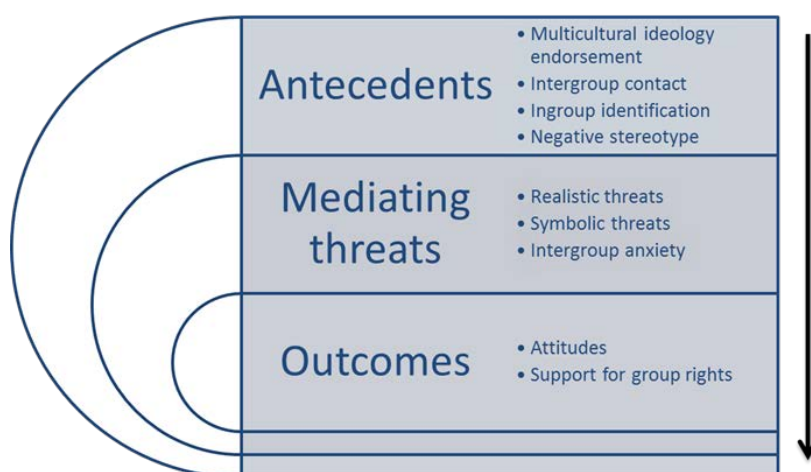 Antecedents
• Multicultural ideology
endorsement
• Intergroup contact
• Ingroup identification
• Negative stereotype
Mediating
threats
• Realistic threats
• Symbolic threats
• Intergroup anxiety
Outcomes
• Attitudes
• Support for group rights